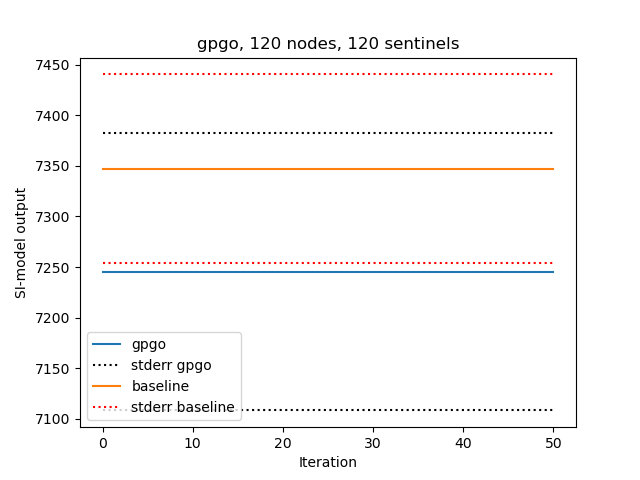 gpgo, 120 nodes, 120 sentinels
7450
7400
7350
7300
7250
7200
7150
7100
SI-model output
gpgo
stderr gpgo
baseline
stderr baseline
0 10 20 30 40 50
Iteration